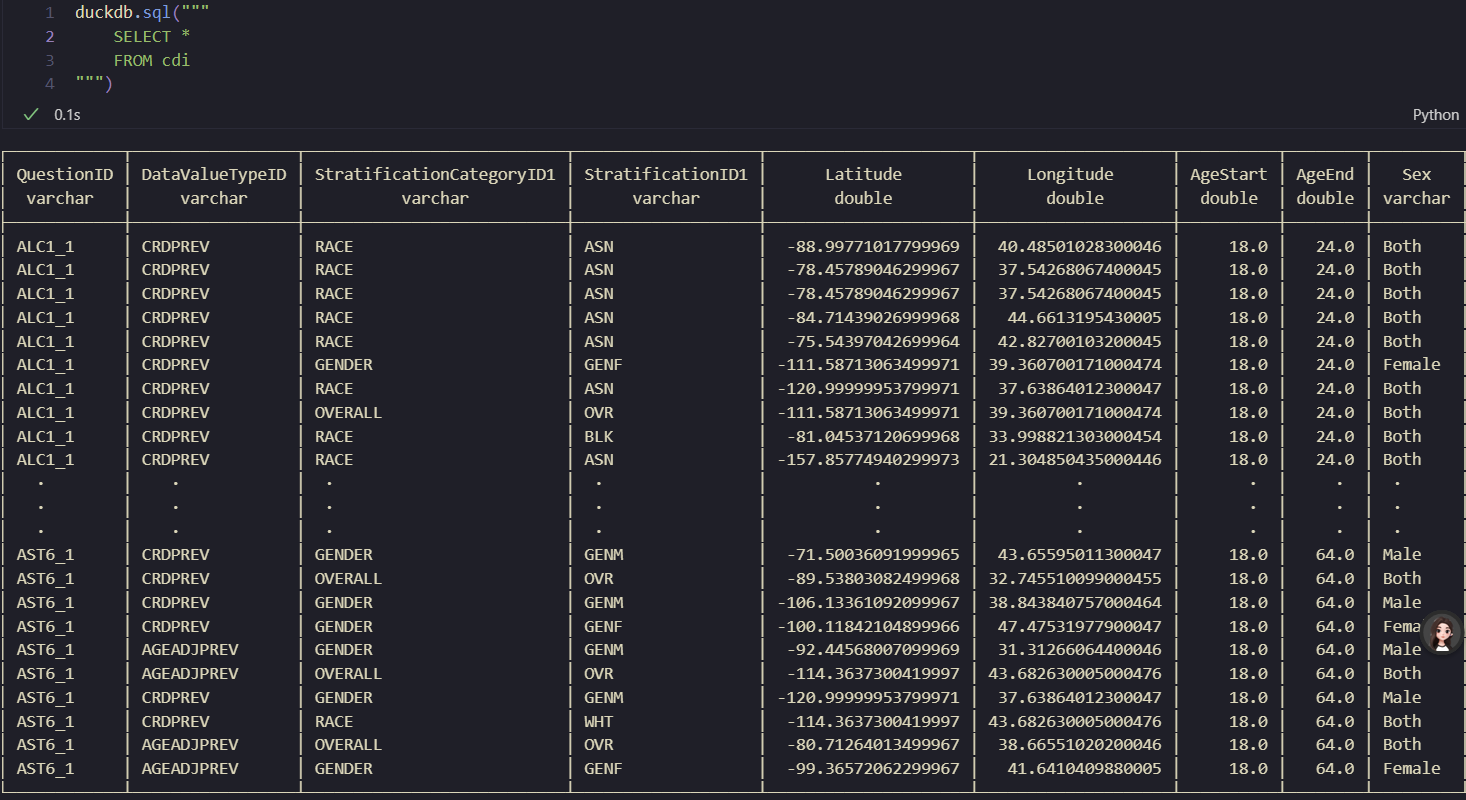 1 duckdb.sql("""
2 SELECT *
3 FROM cdi
4 """)
✓ 0.1s Python
QuestionID DataValueTypeID StratificationCategoryID1 StratificationID1 Latitude Longitude AgeStart AgeEnd Sex
varchar varchar varchar varchar double double double double varchar
ALC1_1 CRDPREV RACE ASN -88.99771017799969 40.48501028300046 18.0 24.0 Both
ALC1_1 CRDPREV RACE ASN -78.45789046299967 37.54268067400045 18.0 24.0 Both
ALC1_1 CRDPREV RACE ASN -78.45789046299967 37.54268067400045 18.0 24.0 Both
ALC1_1 CRDPREV RACE ASN -84.71439026999968 44.6613195430005 18.0 24.0 Both
ALC1_1 CRDPREV RACE ASN -75.54397042699964 42.82700103200045 18.0 24.0 Both
ALC1_1 CRDPREV GENDER GENF -111.58713063499971 39.360700171000474 18.0 24.0 Female
ALC1_1 CRDPREV RACE ASN -120.99999953799971 37.63864012300047 18.0 24.0 Both
ALC1_1 CRDPREV OVERALL OVR -111.58713063499971 39.360700171000474 18.0 24.0 Both
ALC1_1 CRDPREV RACE BLK -81.04537120699968 33.998821303000454 18.0 24.0 Both
ALC1_1 CRDPREV RACE ASN -157.85774940299973 21.304850435000446 18.0 24.0 Both
· · · · · · · · ·
· · · · · · · · ·
· · · · · · · · ·
AST6_1 CRDPREV GENDER GENM -71.50036091999965 43.65595011300047 18.0 64.0 Male
AST6_1 CRDPREV OVERALL OVR -89.53803082499968 32.745510099000455 18.0 64.0 Both
AST6_1 CRDPREV GENDER GENM -106.13361092099967 38.843840757000464 18.0 64.0 Male
AST6_1 CRDPREV GENDER GENF -100.11842104899966 47.47531977900047 18.0 64.0 Fema
AST6_1 AGEADJPREV GENDER GENM -92.44568007099969 31.31266064400046 18.0 64.0 Male
AST6_1 AGEADJPREV OVERALL OVR -114.3637300419997 43.682630005000476 18.0 64.0 Both
AST6_1 CRDPREV GENDER GENM -120.99999953799971 37.63864012300047 18.0 64.0 Male
AST6_1 CRDPREV RACE WHT -114.3637300419997 43.682630005000476 18.0 64.0 Both
AST6_1 AGEADJPREV OVERALL OVR -80.71264013499967 38.66551020200046 18.0 64.0 Both
AST6_1 AGEADJPREV GENDER GENF -99.36572062299967 41.6410409880005 18.0 64.0 Female